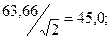 63,66/√2 = 45,0;